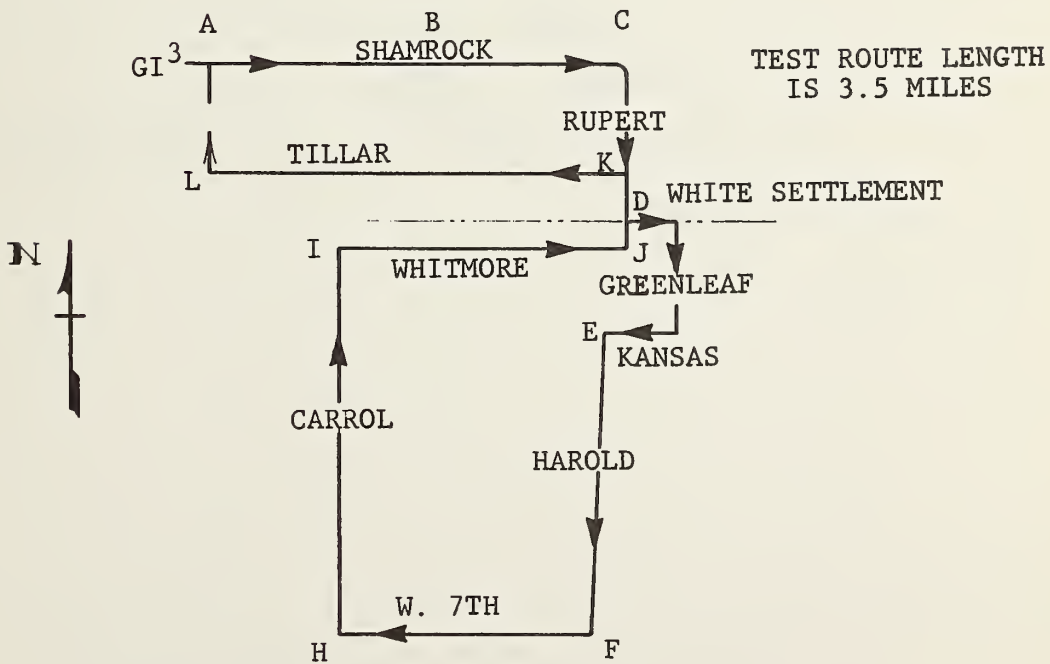 A
B
C
GI³
SHAMROCK
TEST ROUTE LENGTH
IS 3.5 MILES
RUPERT
K
TILLAR
L
D
WHITE SETTLEMENT
N
I
WHITMORE
J
GREENLEAF
E
KANSAS
CARROL
HAROLD
W. 7TH
H
F